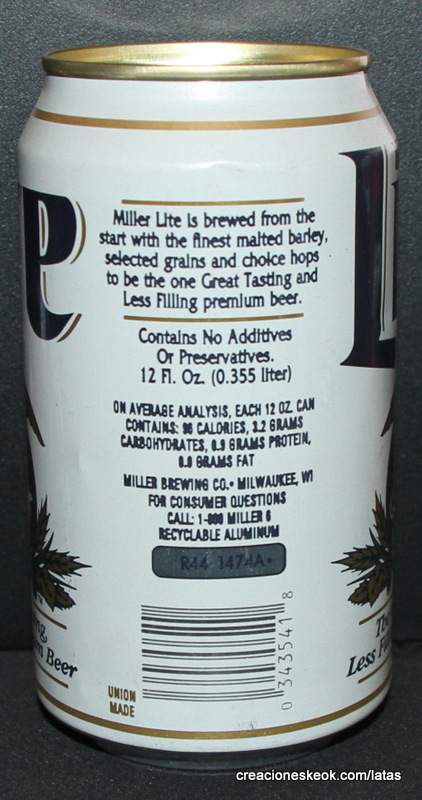 Miller Lite is brewed from the
start with the finest malted barley,
selected grains and choice hops
to be the one Great Tasting and
Less Filling premium beer.
Contains No Additives
Or Preservatives.
12 Fl. Oz. (0.355 liter)
ON AVERAGE ANALYSIS, EACH 12 OZ. CAN
CONTAINS: 96 CALORIES, 3.2 GRAMS
CARBOHYDRATES, 0.9 GRAMS PROTEIN,
0.0 GRAMS FAT
MILLER BREWING CO. • MILWAUKEE, WI
FOR CONSUMER QUESTIONS
CALL: 1-800 MILLER 6
RECYCLABLE ALUMINUM
R44 1474A•
0 343541 8
UNION
MADE
Beer
Less
creacioneskeok.com/latas